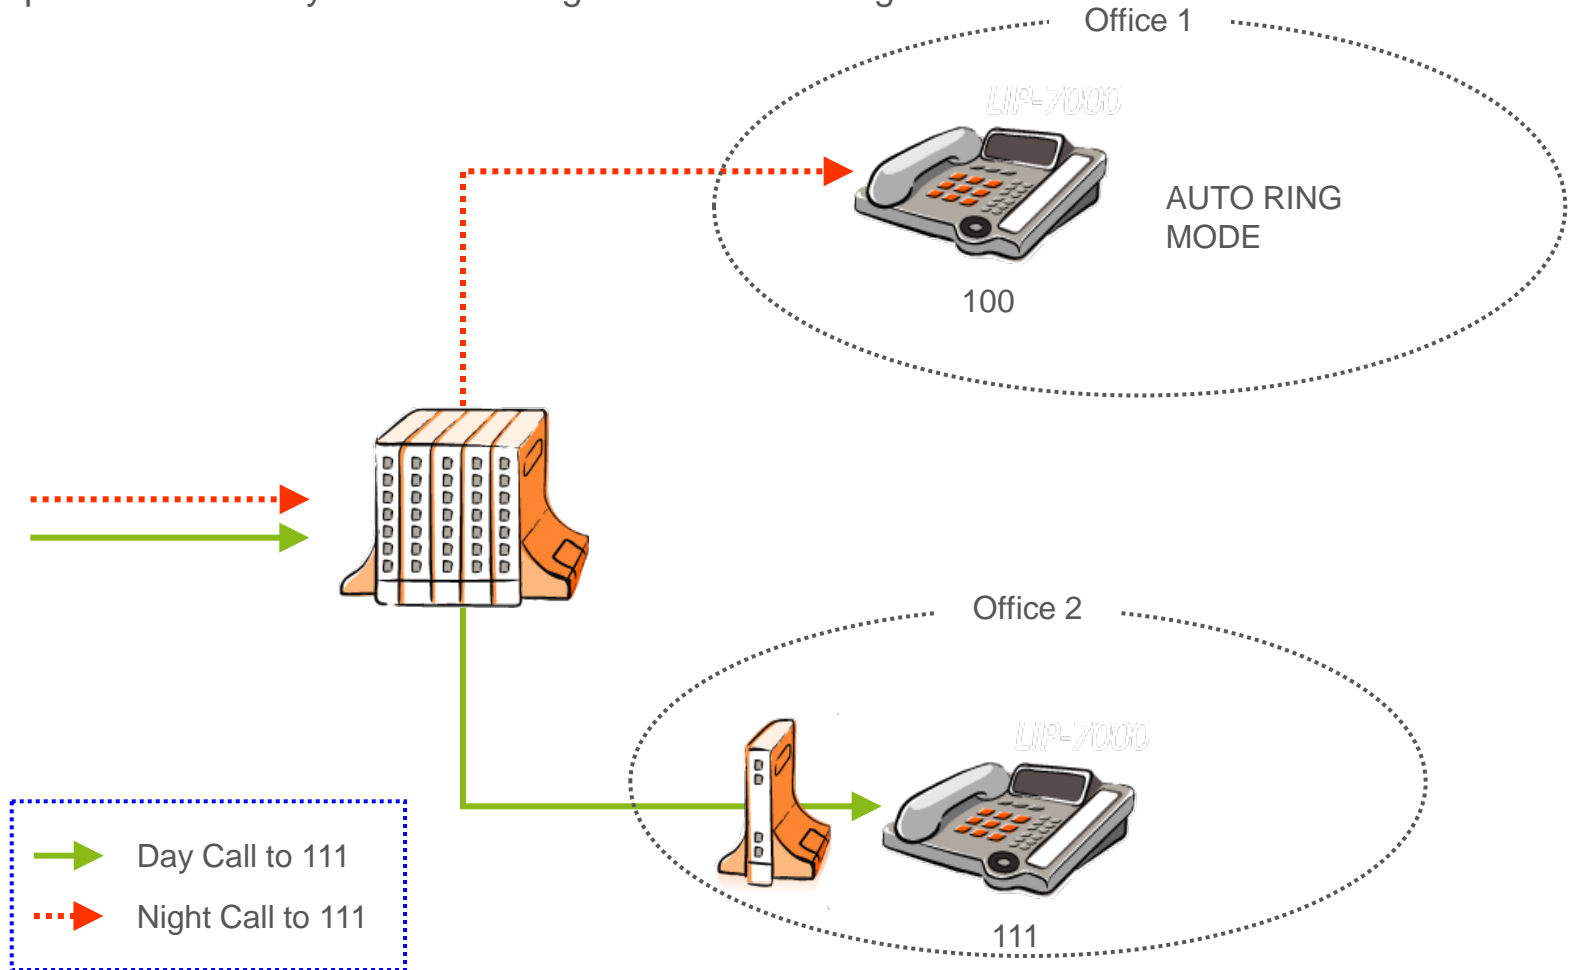 Office 1
LIP-7000
AUTO RING
MODE
100
Office 2
LIP-7000
Day Call to 111
Night Call to 111
111